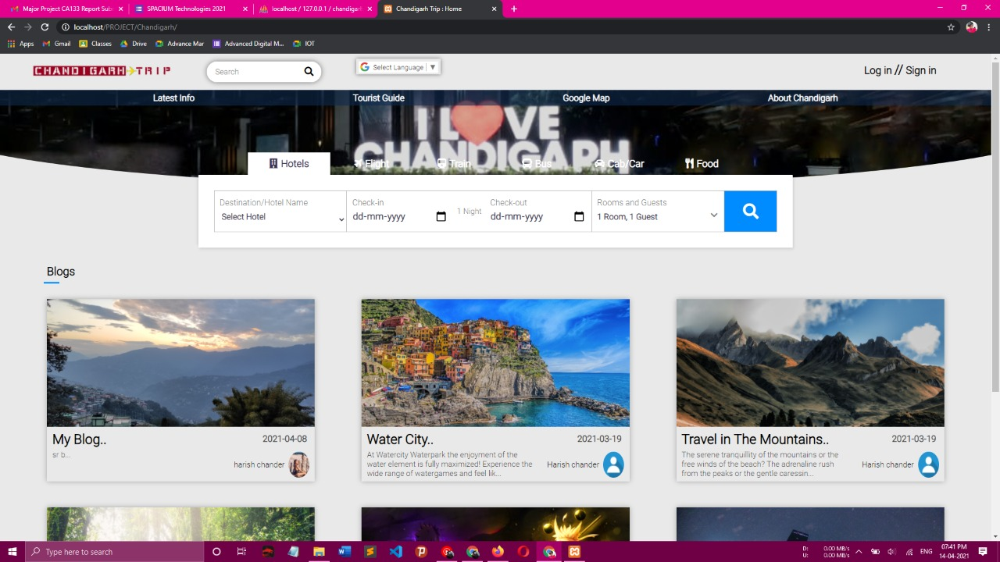 Major Project CA133 Report Sub
SPACIUM Technologies 2021
localhost / 127.0.0.1 / chandigarh
Chandigarh Trip : Home
localhost/PROJECT/Chandigarh/
Apps
Gmail
Classes
Drive
Advance Mar
Advanced Digital M...
IOT
CHANDIGARH TRIP
Search
Select Language ▼
Log in // Sign in
Latest Info
Tourist Guide
Google Map
About Chandigarh
I LOVE
CHANDIGARH
Hotels
Flight
Train
Bus
Cab/Car
Food
Destination/Hotel Name
Select Hotel
Check-in
dd-mm-yyyy
1 Night
Check-out
dd-mm-yyyy
Rooms and Guests
1 Room, 1 Guest
Blogs
My Blog..
2021-04-08
sr b...
harish chander
Water City..
2021-03-19
At Watercity Waterpark the enjoyment of the
water element is fully maximized! Experience the
wide range of watergames and feel lik...
Harish chander
Travel in The Mountains..
2021-03-19
The serene tranquillity of the mountains or the
free winds of the beach? The adrenaline rush
from the peaks or the gentle caressin...
Harish chander
Type here to search
D: 0.00 MB/s
U: 0.00 MB/s
ENG
07:41 PM
14-04-2021